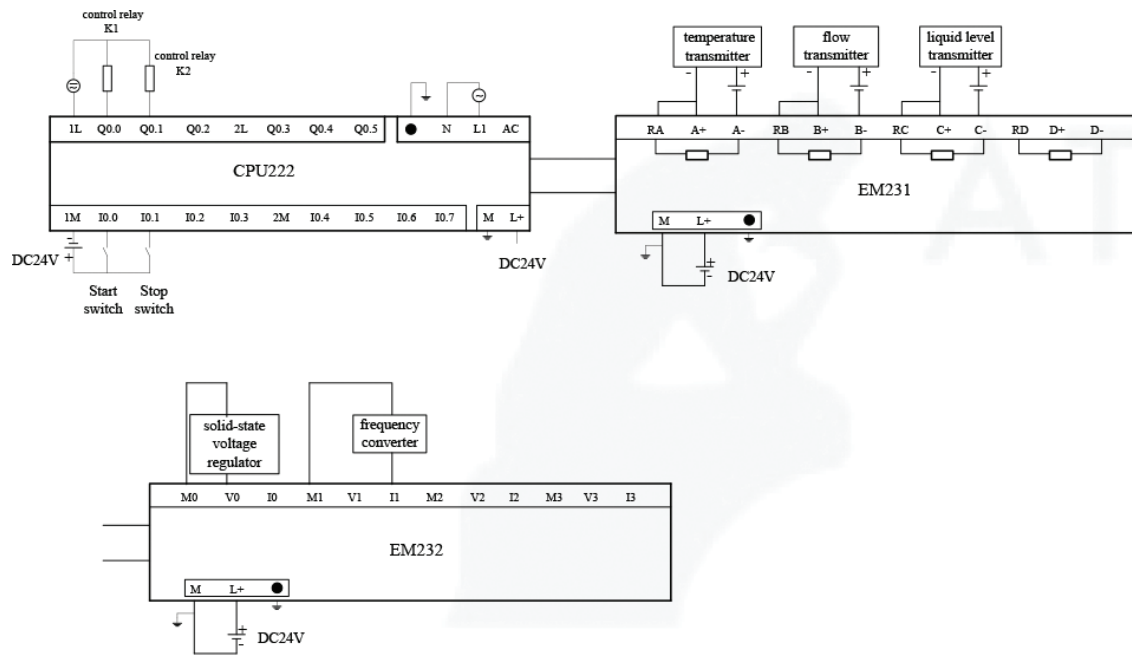 control relay
K1
control relay
K2
1L Q0.0 Q0.1 Q0.2 2L Q0.3 Q0.4 Q0.5 N L1 AC
CPU222
1M I0.0 I0.1 I0.2 I0.3 2M I0.4 I0.5 I0.6 I0.7 M L+
- +
DC24V
DC24V
Start
switch
Stop
switch
temperature
transmitter
flow
transmitter
liquid level
transmitter
- + - + - +
RA A+ A- RB B+ B- RC C+ C- RD D+ D-
EM231
M L+
+
-
DC24V
AT
solid-state
voltage
regulator
frequency
converter
M0 V0 I0 M1 V1 I1 M2 V2 I2 M3 V3 I3
EM232
M L+
+
-
DC24V